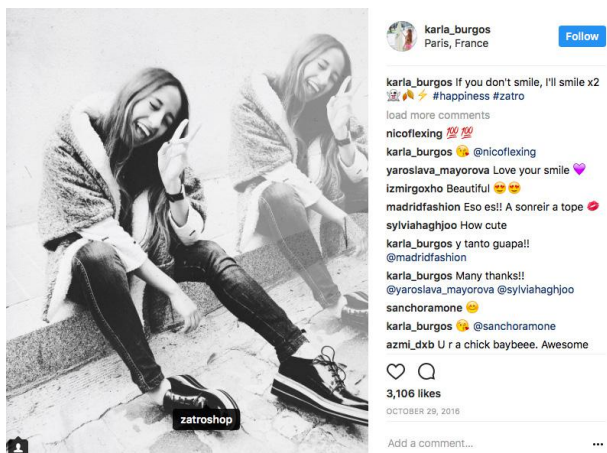 karla_burgos
Paris, France
Follow
karla_burgos If you don't smile, I'll smile x2
👻🍂⚡ #happiness #zatro
load more comments
nicoflexing 💯 💯
karla_burgos 😘 @nicoflexing
yaroslava_mayorova Love your smile 💜
izmirgoxho Beautiful 😍😍
madridfashion Eso es!! A sonreir a tope 💋
sylviahaghjoo How cute
karla_burgos y tanto guapa!!
@madridfashion
karla_burgos Many thanks!!
@yaroslava_mayorova @sylviahaghjoo
sanchoramone 😊
karla_burgos 😘 @sanchoramone
azmi_dxb U r a chick baybeee. Awesome
3,106 likes
OCTOBER 29, 2016
Add a comment...
zatroshop